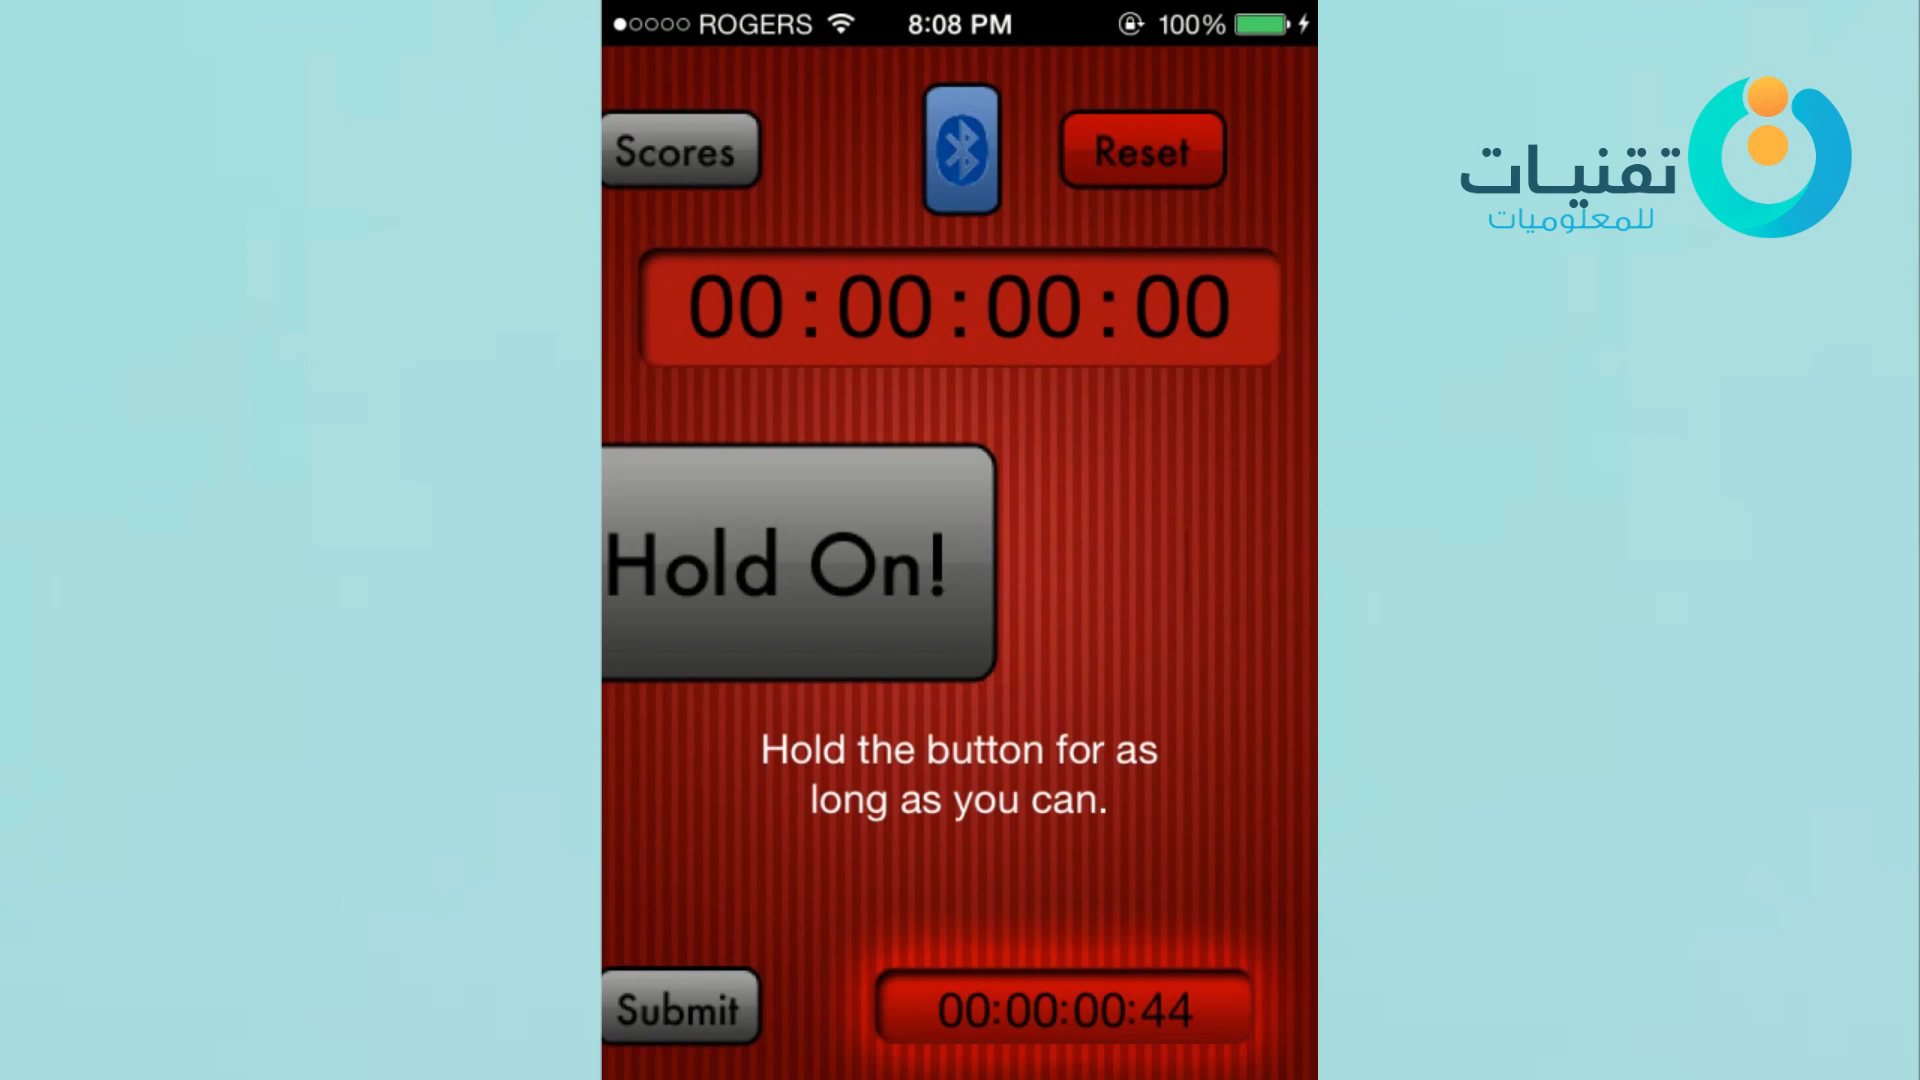 ROGERS 8:08 PM 100%
Scores
Reset
00:00:00:00
Hold On!
Hold the button for as
long as you can.
Submit
00:00:00:44
تقنيات
للمعلوميات